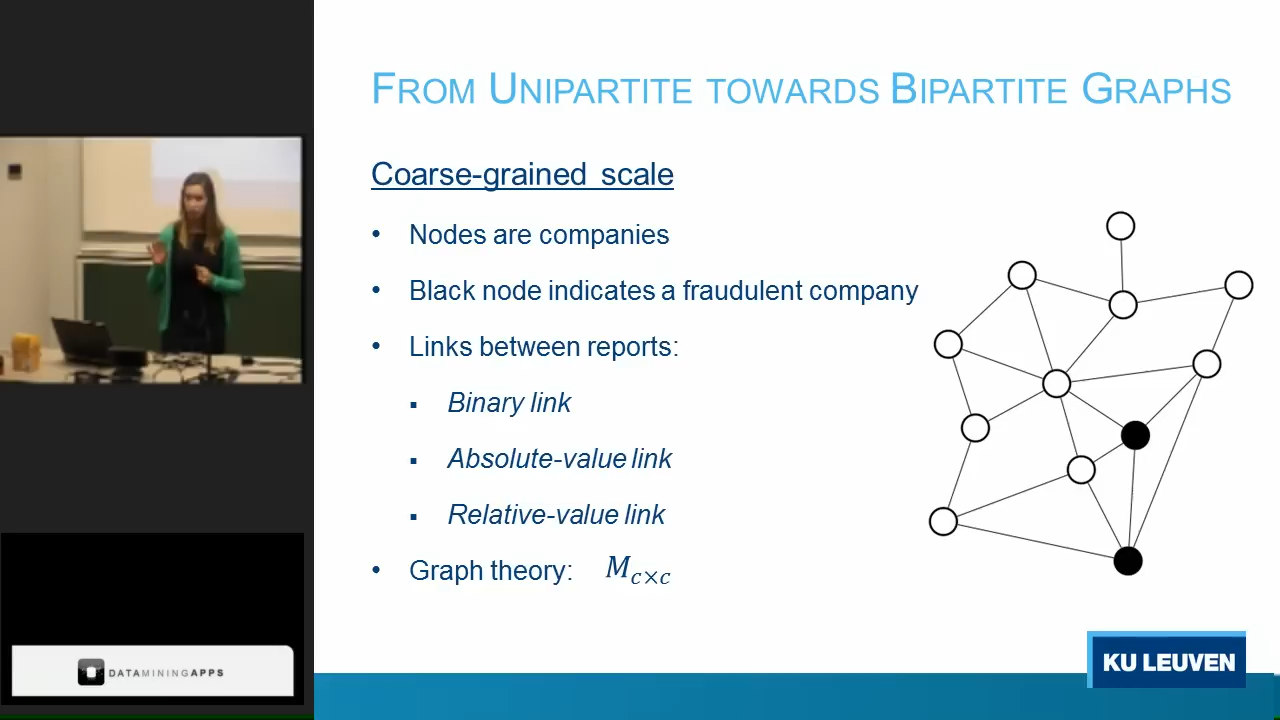 FROM UNIPARTITE TOWARDS BIPARTITE GRAPHS
Coarse-grained scale
• Nodes are companies
• Black node indicates a fraudulent company
• Links between reports:
▪ Binary link
▪ Absolute-value link
▪ Relative-value link
• Graph theory: M_{c×c}
KU LEUVEN
DATAMININGAPPS